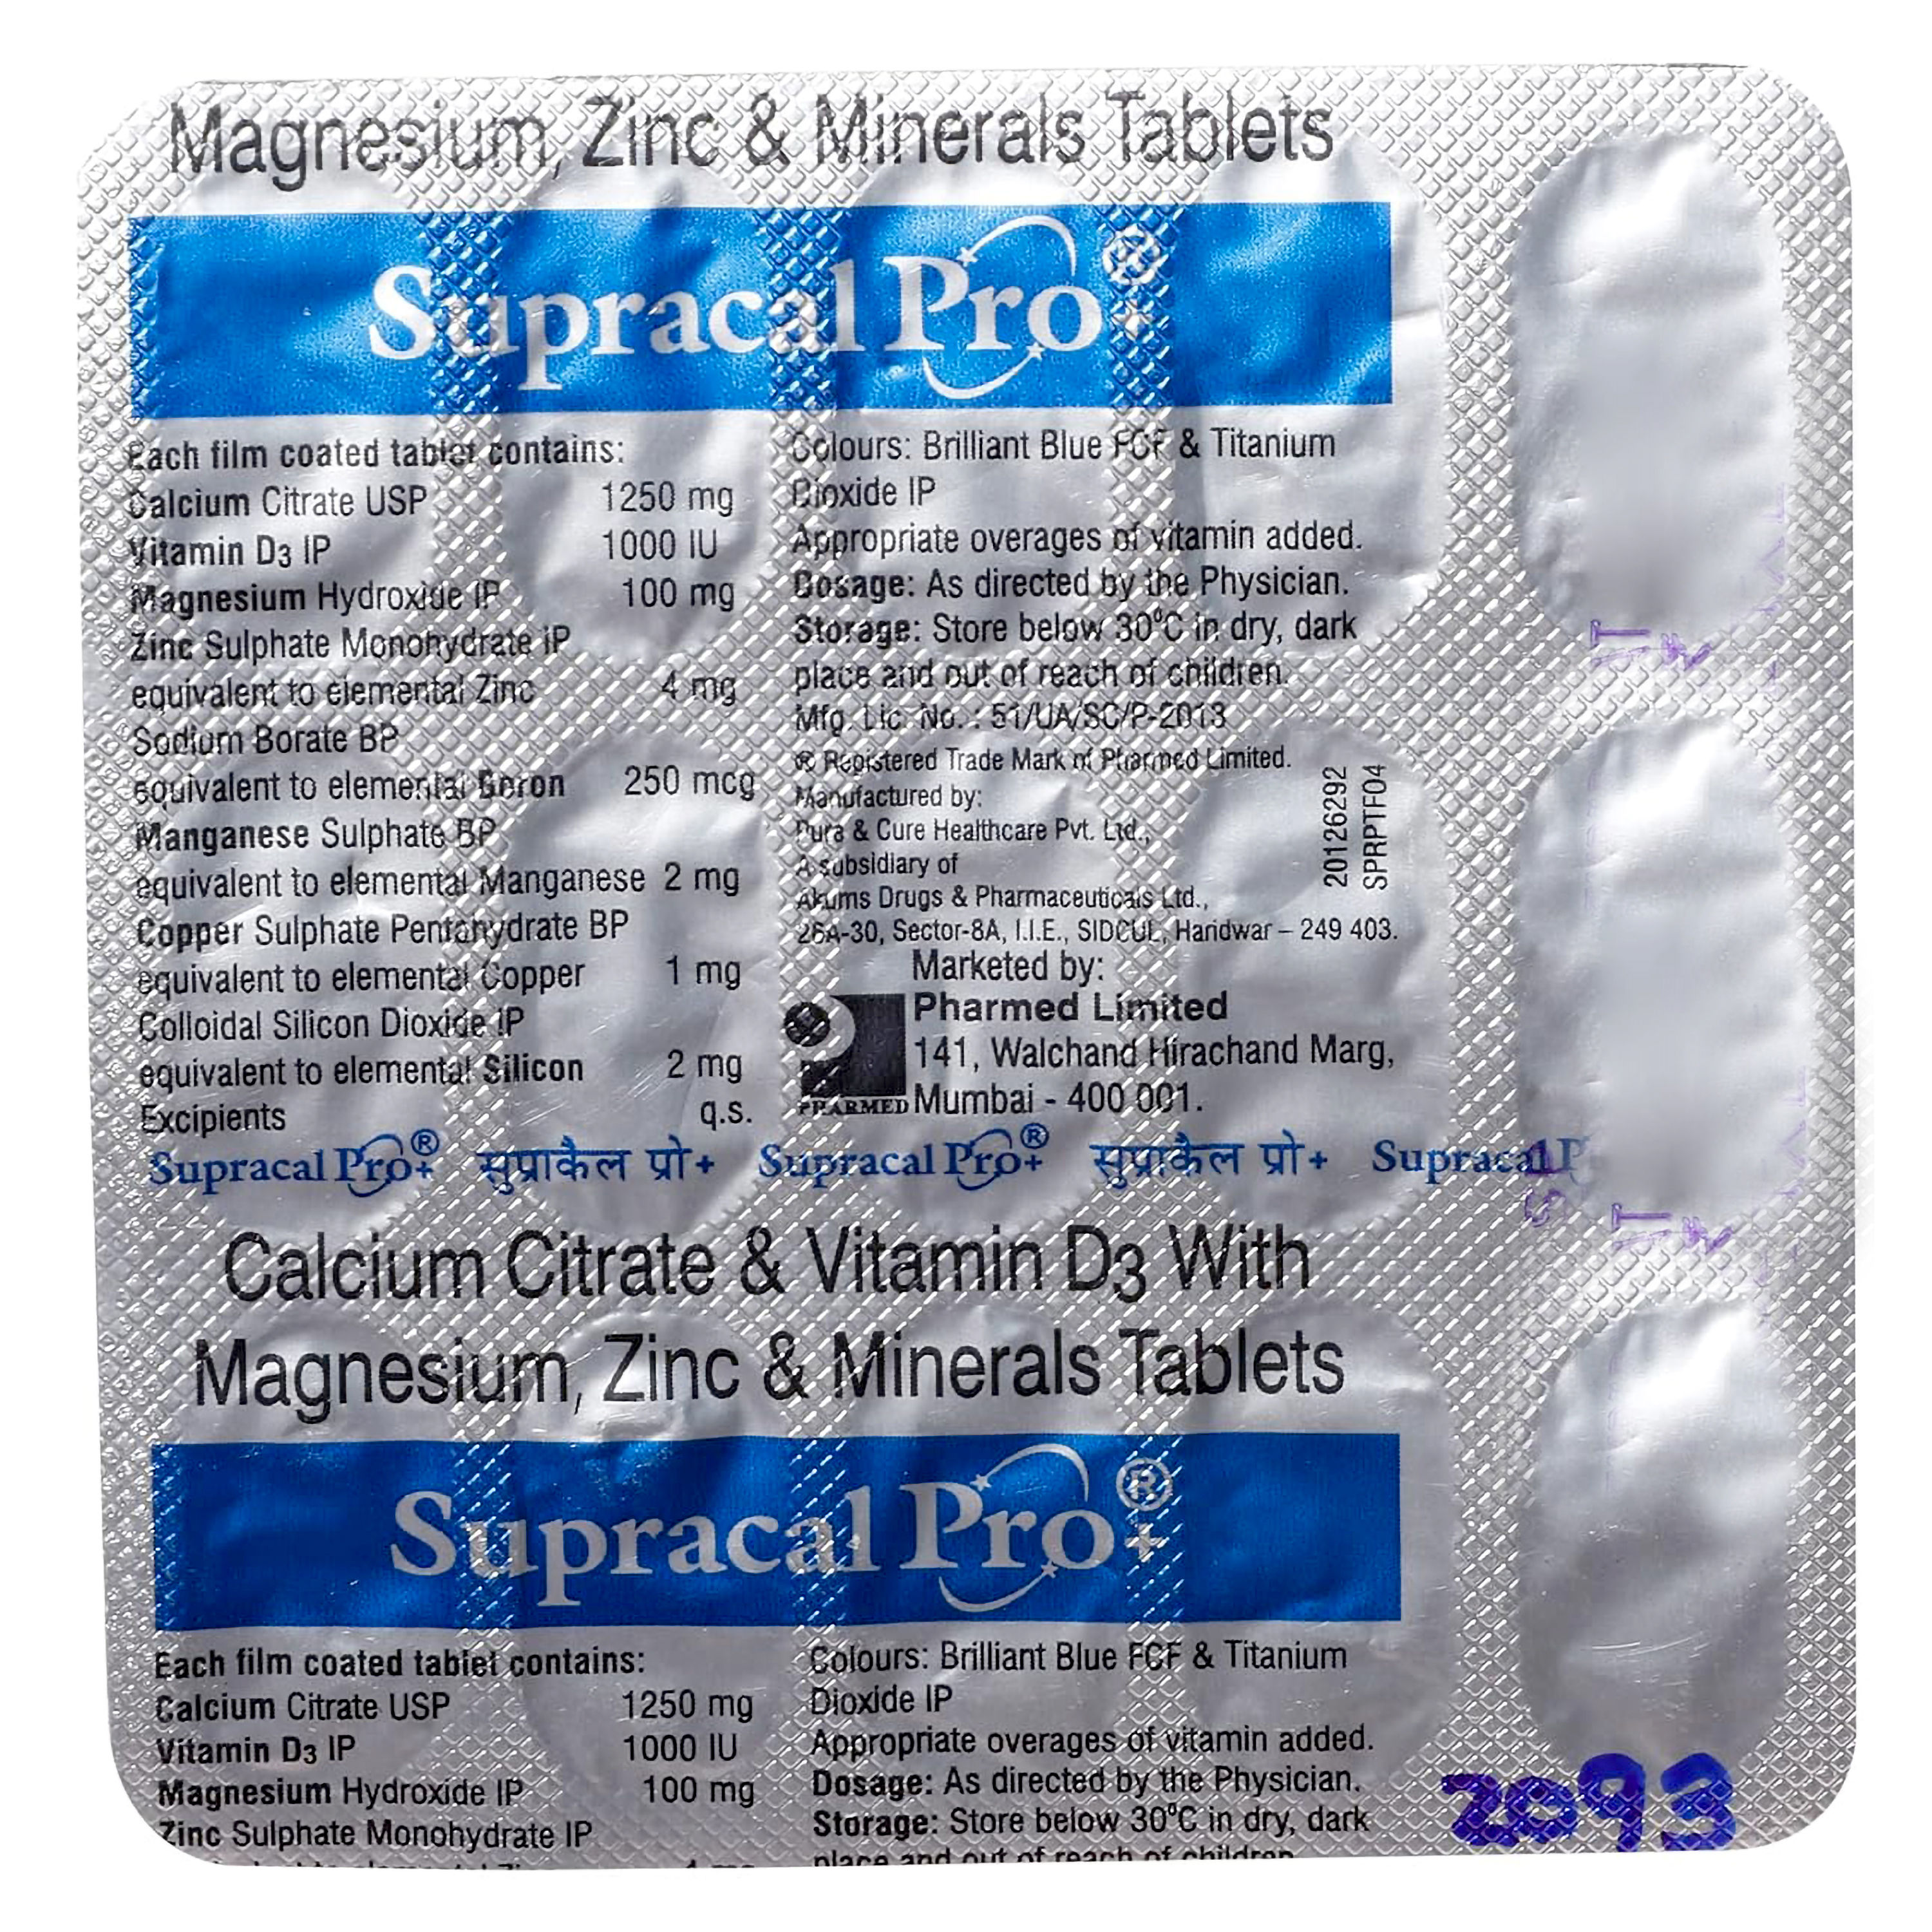 Magnesium, Zinc & Minerals Tablets
Supracal Pro+®
Each film coated tablet contains:
Calcium Citrate USP 1250 mg
Vitamin D3 IP 1000 IU
Magnesium Hydroxide IP 100 mg
Zinc Sulphate Monohydrate IP
equivalent to elemental Zinc 4 mg
Sodium Borate BP
equivalent to elemental Boron 250 mcg
Manganese Sulphate BP
equivalent to elemental Manganese 2 mg
Copper Sulphate Pentahydrate BP
equivalent to elemental Copper 1 mg
Colloidal Silicon Dioxide IP
equivalent to elemental Silicon 2 mg
Excipients q.s.
Colours: Brilliant Blue FCF & Titanium
Dioxide IP
Appropriate overages of vitamin added.
Dosage: As directed by the Physician.
Storage: Store below 30°C in dry, dark
place and out of reach of children.
Mfg. Lic. No. : 51/UA/SC/P-2013
® Registered Trade Mark of Pharmed Limited.
Manufactured by:
Pure & Cure Healthcare Pvt. Ltd.,
A subsidiary of
Akums Drugs & Pharmaceuticals Ltd.,
26A-30, Sector-8A, I.I.E., SIDCUL, Haridwar – 249 403.
20126292
SPRPTF04
Marketed by:
Pharmed Limited
141, Walchand Hirachand Marg,
Mumbai - 400 001.
PHARMED
Supracal Pro+® सुप्राकैल प्रो+ Supracal Pro+® सुप्राकैल प्रो+ Supracal P
Calcium Citrate & Vitamin D3 With
Magnesium, Zinc & Minerals Tablets
Supracal Pro+®
Each film coated tablet contains:
Calcium Citrate USP 1250 mg
Vitamin D3 IP 1000 IU
Magnesium Hydroxide IP 100 mg
Zinc Sulphate Monohydrate IP
Colours: Brilliant Blue FCF & Titanium
Dioxide IP
Appropriate overages of vitamin added.
Dosage: As directed by the Physician.
Storage: Store below 30°C in dry, dark
place and out of reach of children
2093